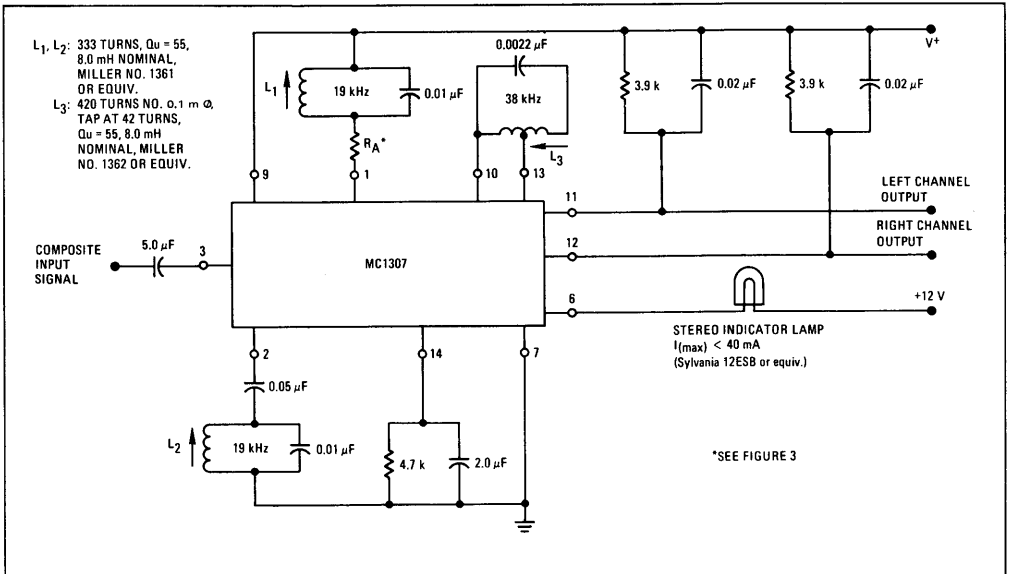 L1, L2: 333 TURNS, Qu = 55,
8.0 mH NOMINAL,
MILLER NO. 1361
OR EQUIV.
L3: 420 TURNS NO. 0.1 m Ø,
TAP AT 42 TURNS,
Qu = 55, 8.0 mH
NOMINAL, MILLER
NO. 1362 OR EQUIV.
L1
19 kHz
0.01 µF
RA*
0.0022 µF
38 kHz
L3
3.9 k
0.02 µF
3.9 k
0.02 µF
V+
9
1
10
13
11
LEFT CHANNEL
OUTPUT
12
RIGHT CHANNEL
OUTPUT
COMPOSITE
INPUT
SIGNAL
5.0 µF
3
MC1307
6
+12 V
STEREO INDICATOR LAMP
I(max) < 40 mA
(Sylvania 12ESB or equiv.)
2
14
7
0.05 µF
L2
19 kHz
0.01 µF
4.7 k
2.0 µF
*SEE FIGURE 3